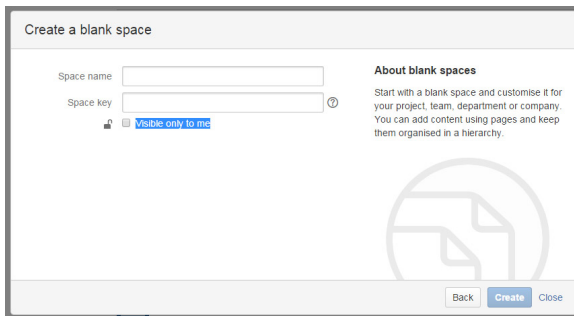 Create a blank space
Space name
Space key
Visible only to me
About blank spaces
Start with a blank space and customise it for
your project, team, department or company.
You can add content using pages and keep
them organised in a hierarchy.
Back
Create
Close